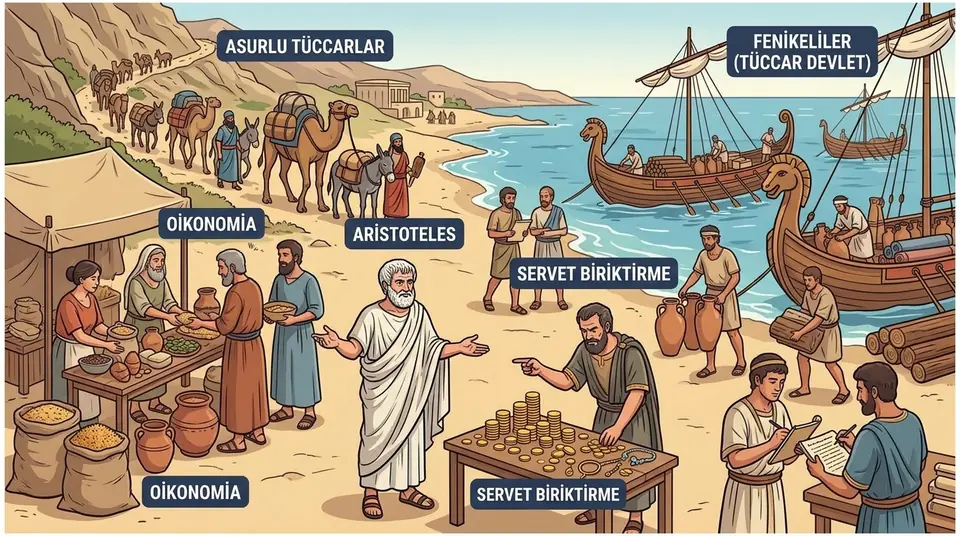 ASURLU TÜCCARLAR
FENİKELİLER
(TÜCCAR DEVLET)
OİKONOMİA
ARİSTOTELES
SERVET BİRİKTİRME
OİKONOMİA
SERVET BİRİKTİRME